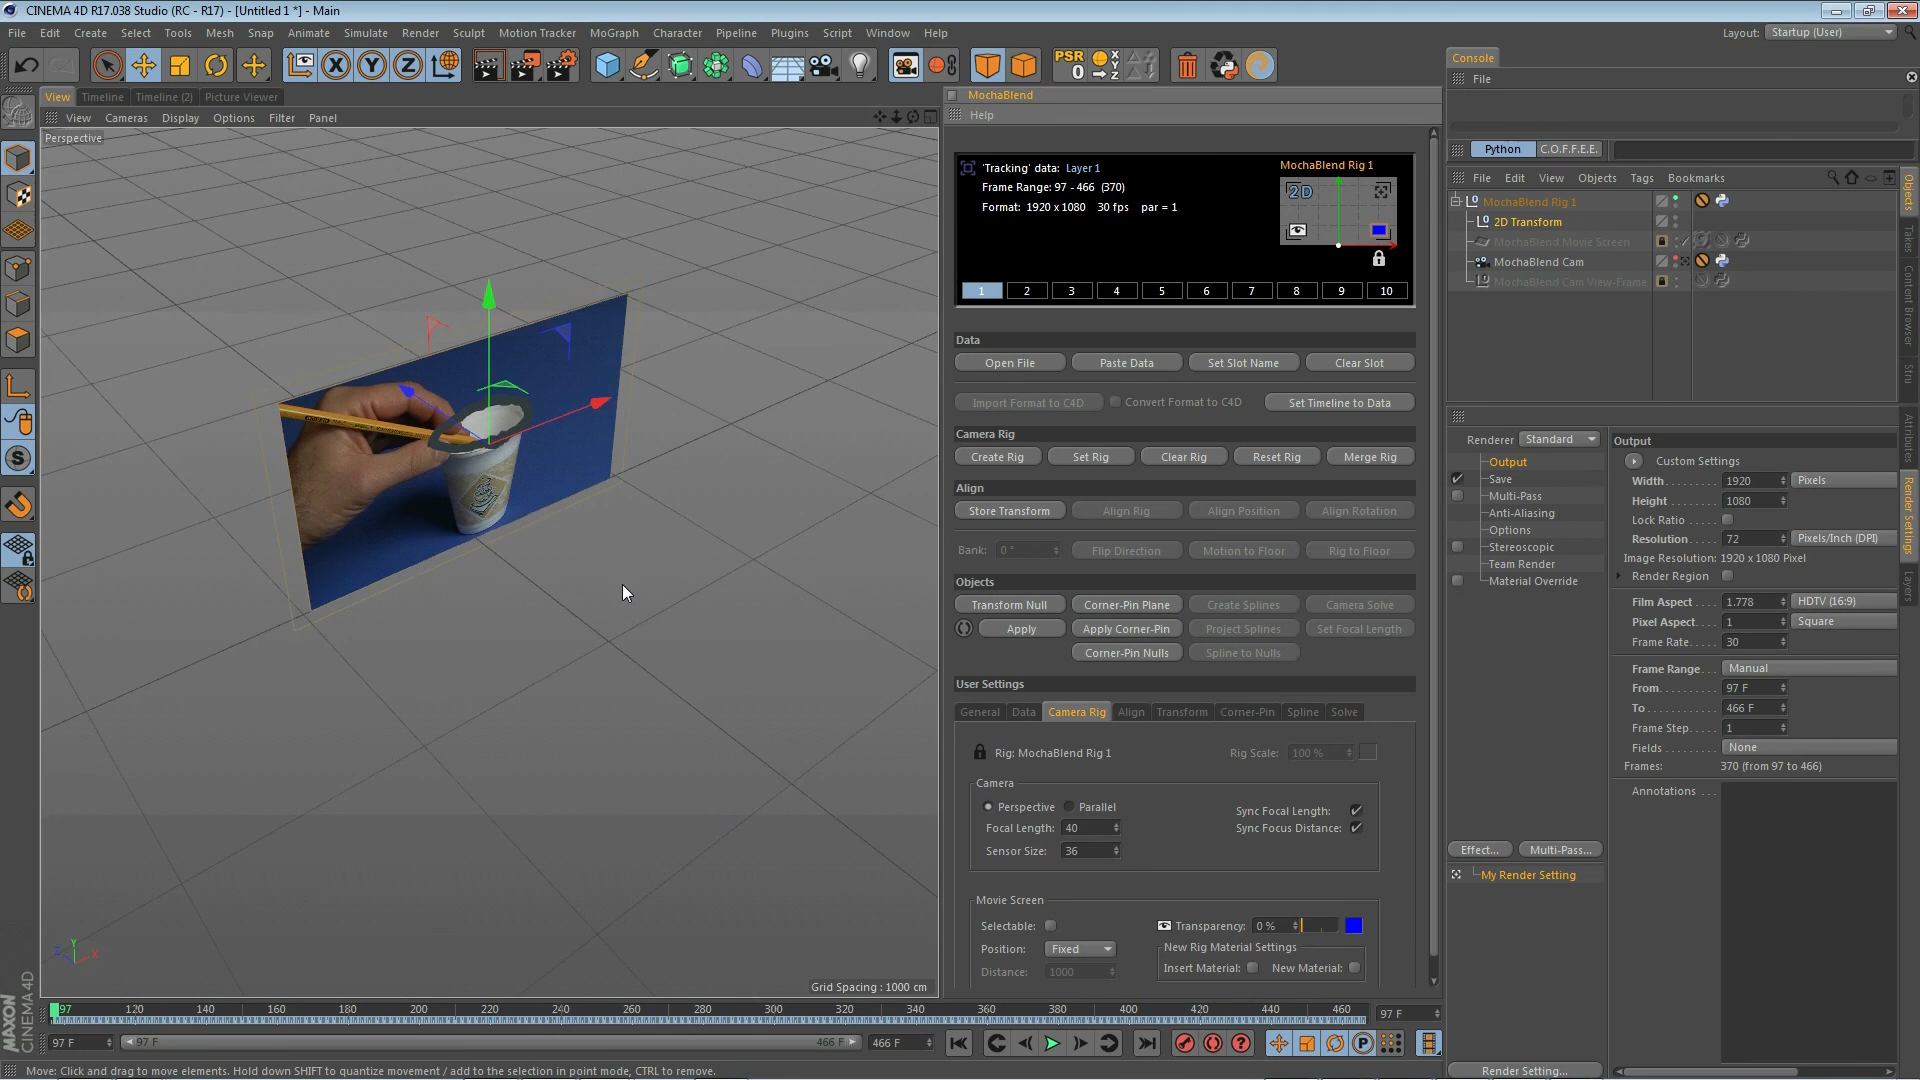 CINEMA 4D R17.038 Studio (RC - R17) - [Untitled 1 *] - Main
File Edit Create Select Tools Mesh Snap Animate Simulate Render Sculpt Motion Tracker MoGraph Character Pipeline Plugins Script Window Help
Layout: Startup (User)
X Y Z PSR 0
Console
File
View Timeline Timeline (2) Picture Viewer
View Cameras Display Options Filter Panel
Perspective
MochaBlend
Help
'Tracking' data: Layer 1
Frame Range: 97 - 466 (370)
Format: 1920 x 1080 30 fps par = 1
MochaBlend Rig 1
2D
1 2 3 4 5 6 7 8 9 10
Data
Open File Paste Data Set Slot Name Clear Slot
Import Format to C4D Convert Format to C4D Set Timeline to Data
Camera Rig
Create Rig Set Rig Clear Rig Reset Rig Merge Rig
Align
Store Transform Align Rig Align Position Align Rotation
Bank: 0 ° Flip Direction Motion to Floor Rig to Floor
Objects
Transform Null Corner-Pin Plane Create Splines Camera Solve
Apply Apply Corner-Pin Project Splines Set Focal Length
Corner-Pin Nulls Spline to Nulls
User Settings
General Data Camera Rig Align Transform Corner-Pin Spline Solve
Rig: MochaBlend Rig 1 Rig Scale: 100 %
Camera
Perspective Parallel
Sync Focal Length:
Focal Length: 40
Sync Focus Distance:
Sensor Size: 36
Movie Screen
Selectable: Transparency: 0 %
Position: Fixed New Rig Material Settings
Distance: 1000 Insert Material: New Material:
Python C.O.F.F.E.E.
File Edit View Objects Tags Bookmarks
MochaBlend Rig 1
2D Transform
MochaBlend Movie Screen
MochaBlend Cam
MochaBlend Cam View-Frame
Objects
Takes
Content Browser
Stru
Attributes
Render Settings
Layers
Renderer Standard
Output
Save
Multi-Pass
Anti-Aliasing
Options
Stereoscopic
Team Render
Material Override
Effect... Multi-Pass...
My Render Setting
Render Setting...
Output
Custom Settings
Width 1920 Pixels
Height 1080
Lock Ratio
Resolution 72 Pixels/Inch (DPI)
Image Resolution: 1920 x 1080 Pixel
Render Region
Film Aspect 1.778 HDTV (16:9)
Pixel Aspect 1 Square
Frame Rate 30
Frame Range Manual
From 97 F
To 466 F
Frame Step 1
Fields None
Frames: 370 (from 97 to 466)
Annotations
Grid Spacing : 1000 cm
Y
X
Z
97 120 140 160 180 200 220 240 260 280 300 320 340 360 380 400 420 440 460 97 F
97 F 97 F 466 F 466 F
MAXON CINEMA 4D
Move: Click and drag to move elements. Hold down SHIFT to quantize movement / add to the selection in point mode, CTRL to remove.